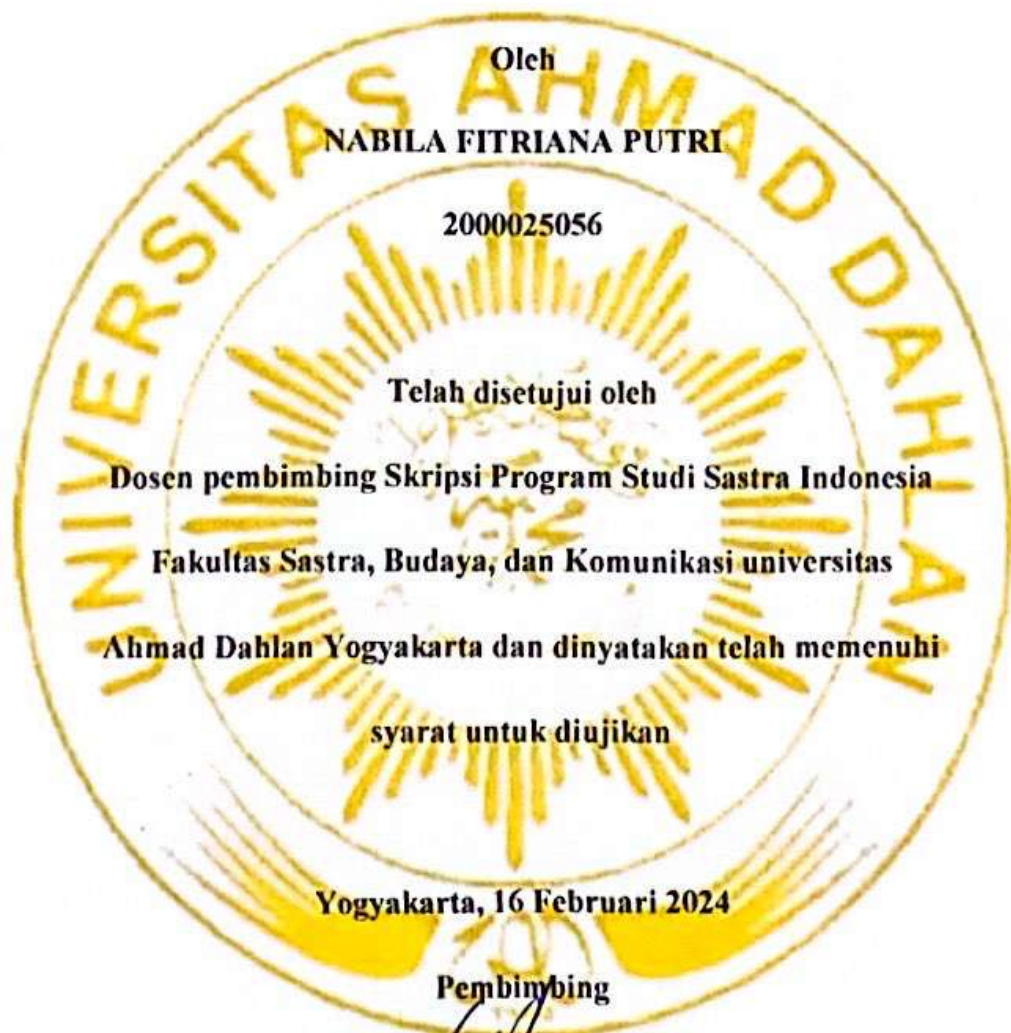 Oleh
UNIVERSITAS AHMAD DAHLAN
NABILA FITRIANA PUTRI
2000025056
Telah disetujui oleh
Dosen pembimbing Skripsi Program Studi Sastra Indonesia
Fakultas Sastra, Budaya, dan Komunikasi universitas
Ahmad Dahlan Yogyakarta dan dinyatakan telah memenuhi
syarat untuk diujikan
Yogyakarta, 16 Februari 2024
Pembimbing